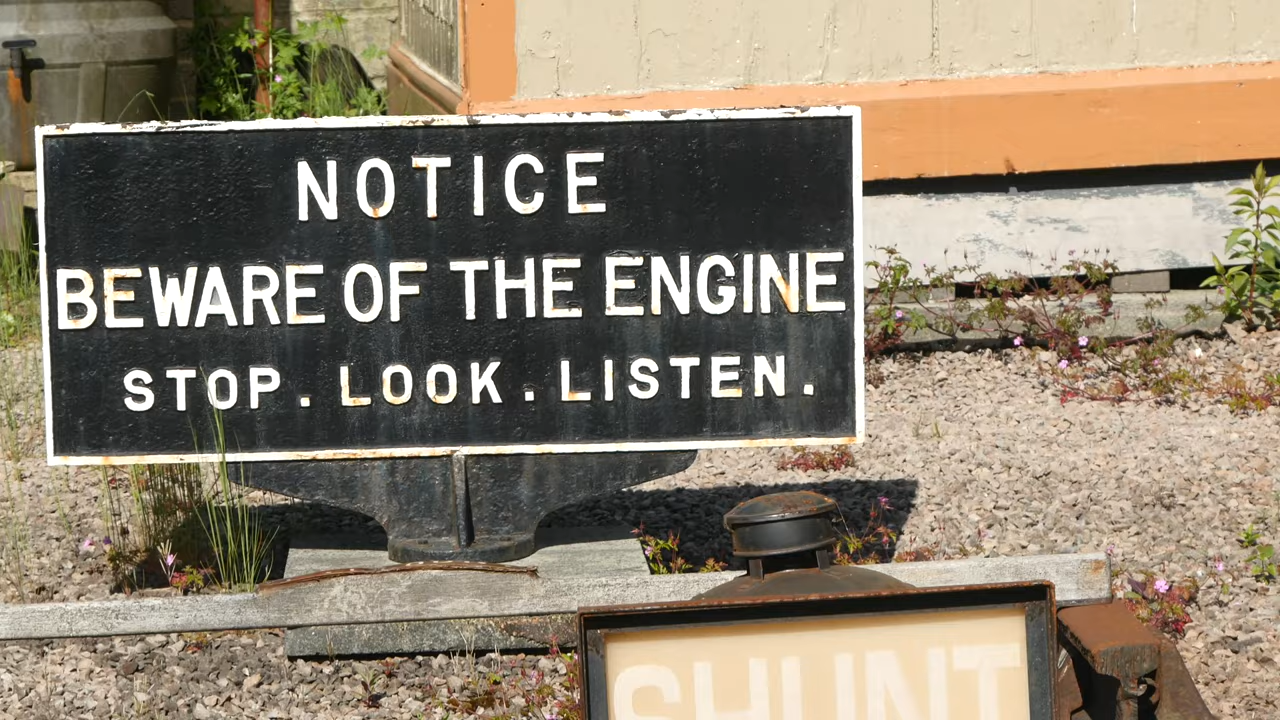 NOTICE
BEWARE OF THE ENGINE
STOP. LOOK. LISTEN.
SHUNT